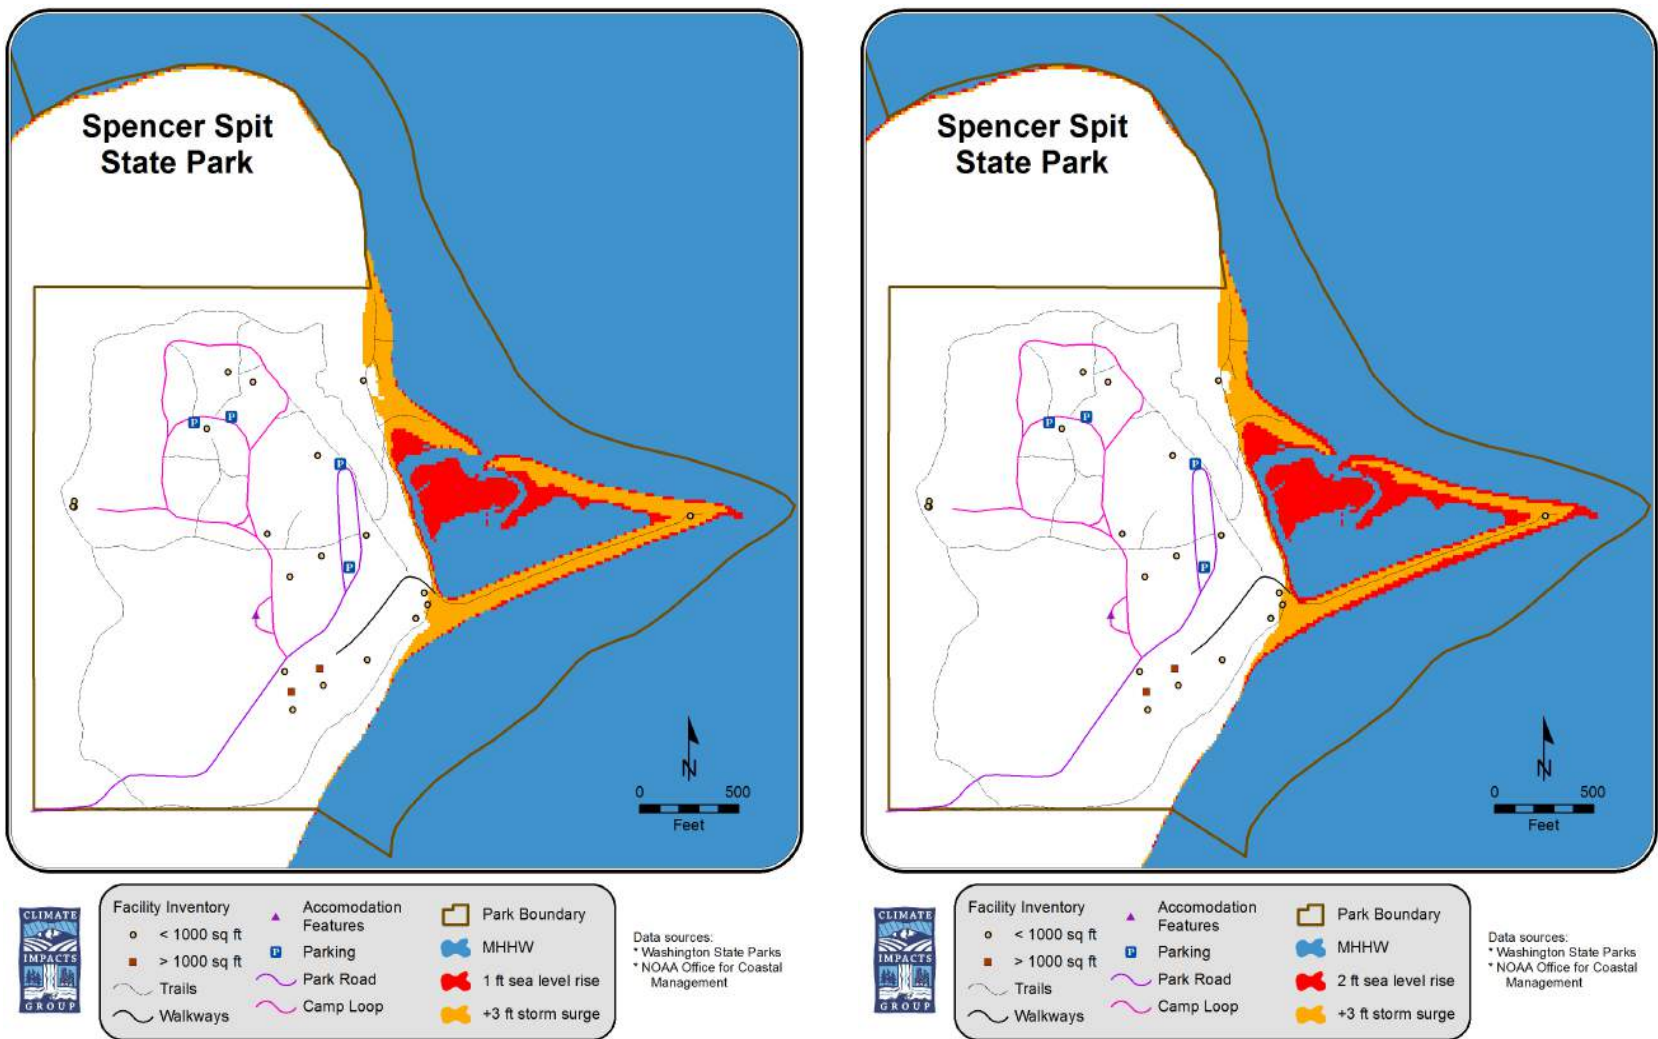 Spencer Spit
State Park
P
P
P
P
N
0 500
Feet
CLIMATE
IMPACTS
GROUP
Facility Inventory
< 1000 sq ft
> 1000 sq ft
Trails
Walkways
Accomodation
Features
Parking
Park Road
Camp Loop
Park Boundary
MHHW
1 ft sea level rise
+3 ft storm surge
Data sources:
* Washington State Parks
* NOAA Office for Coastal
Management
Spencer Spit
State Park
P
P
P
P
N
0 500
Feet
CLIMATE
IMPACTS
GROUP
Facility Inventory
< 1000 sq ft
> 1000 sq ft
Trails
Walkways
Accomodation
Features
Parking
Park Road
Camp Loop
Park Boundary
MHHW
2 ft sea level rise
+3 ft storm surge
Data sources:
* Washington State Parks
* NOAA Office for Coastal
Management